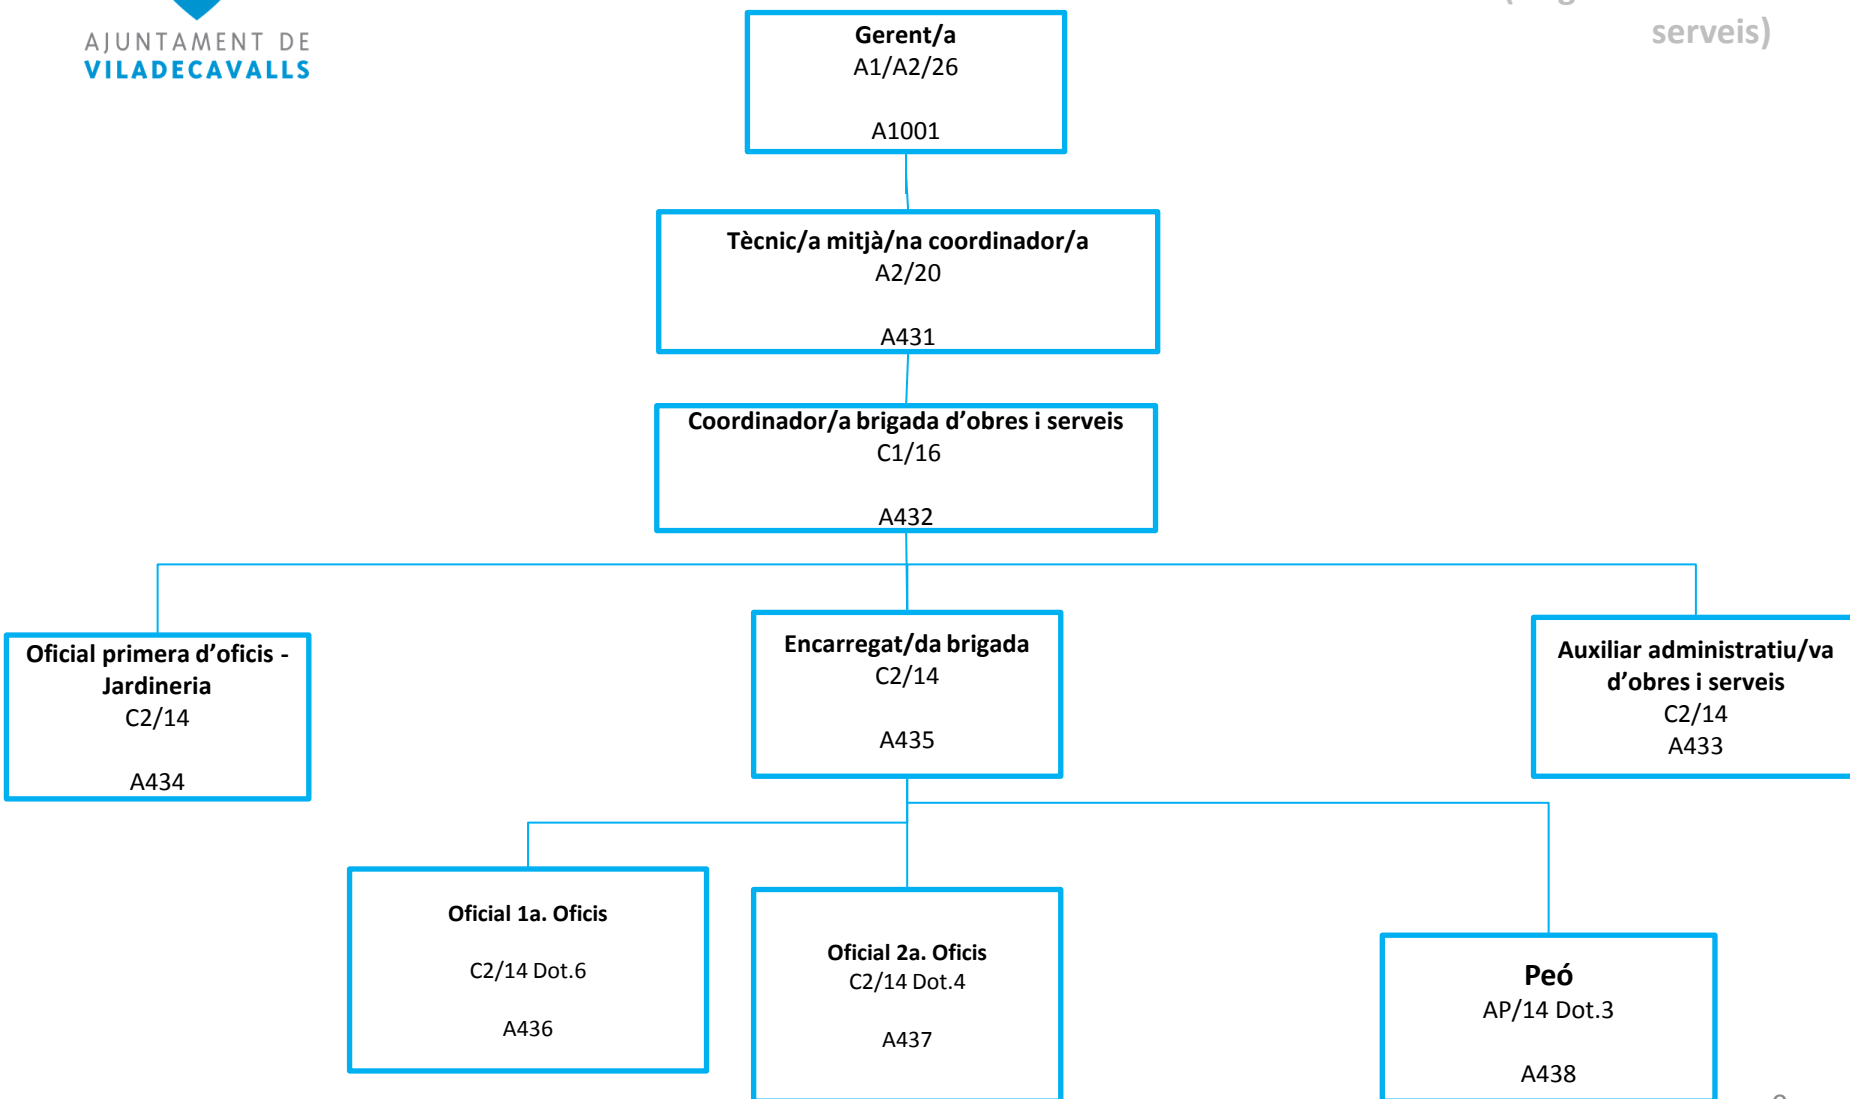 AJUNTAMENT DE
VILADECAVALLS
serveis)
Gerent/a
A1/A2/26
A1001
Tècnic/a mitjà/na coordinador/a
A2/20
A431
Coordinador/a brigada d’obres i serveis
C1/16
A432
Oficial primera d’oficis -
Jardineria
C2/14
A434
Encarregat/da brigada
C2/14
A435
Auxiliar administratiu/va
d’obres i serveis
C2/14
A433
Oficial 1a. Oficis
C2/14 Dot.6
A436
Oficial 2a. Oficis
C2/14 Dot.4
A437
Peó
AP/14 Dot.3
A438